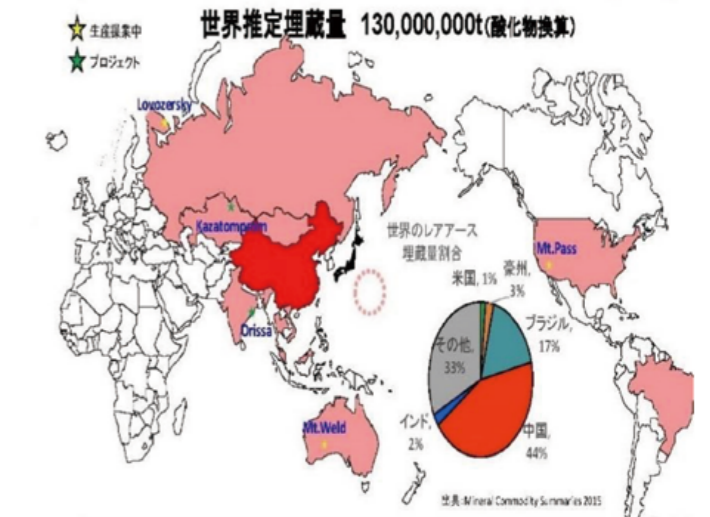 世界推定埋蔵量 130,000,000t(酸化物換算)
生産操業中
プロジェクト
Lovozersky
Kazatomprom
世界のレアアース
埋蔵量割合
Mt.Pass
米国, 1%
豪州,
3%
ブラジル,
17%
その他,
33%
Orissa
Mt.Weld
インド,
2%
中国,
44%
出典:Mineral Commodity Summaries 2015